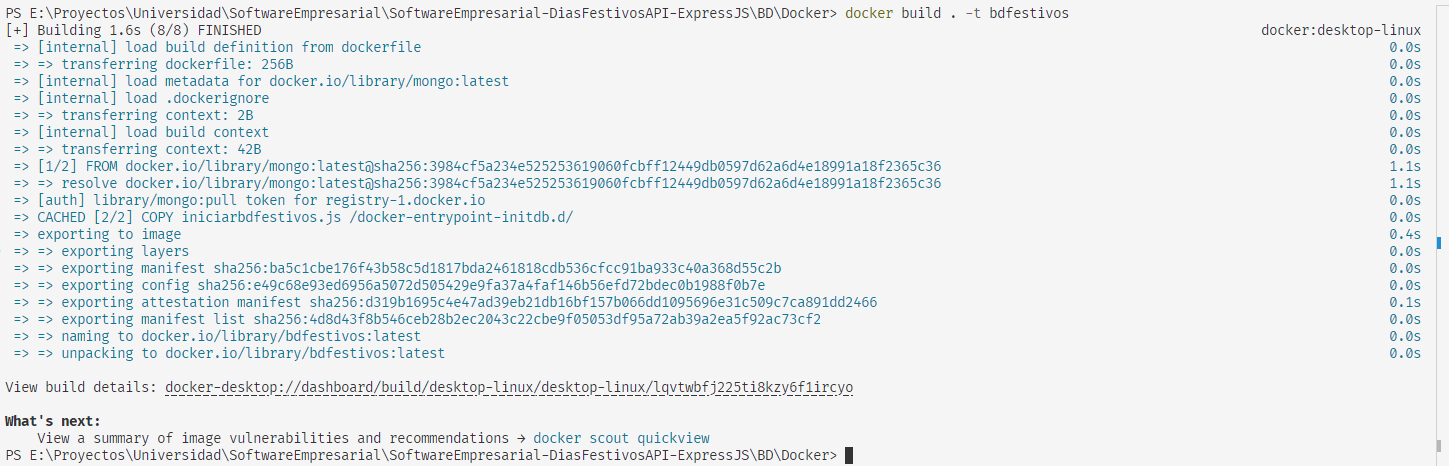 PS E:\Proyectos\Universidad\SoftwareEmpresarial\SoftwareEmpresarial-DiasFestivosAPI-ExpressJS\BD\Docker> docker build . -t bdfestivos
[+] Building 1.6s (8/8) FINISHED docker:desktop-linux
=> [internal] load build definition from dockerfile 0.0s
=> => transferring dockerfile: 256B 0.0s
=> [internal] load metadata for docker.io/library/mongo:latest 0.0s
=> [internal] load .dockerignore 0.0s
=> => transferring context: 2B 0.0s
=> [internal] load build context 0.0s
=> => transferring context: 42B 0.0s
=> [1/2] FROM docker.io/library/mongo:latest@sha256:3984cf5a234e525253619060fcbff12449db0597d62a6d4e18991a18f2365c36 1.1s
=> => resolve docker.io/library/mongo:latest@sha256:3984cf5a234e525253619060fcbff12449db0597d62a6d4e18991a18f2365c36 1.1s
=> [auth] library/mongo:pull token for registry-1.docker.io 0.0s
=> CACHED [2/2] COPY iniciarbdfestivos.js /docker-entrypoint-initdb.d/ 0.0s
=> exporting to image 0.4s
=> => exporting layers 0.0s
=> => exporting manifest sha256:ba5c1cbe176f43b58c5d1817bda2461818cdb536cfcc91ba933c40a368d55c2b 0.0s
=> => exporting config sha256:e49c68e93ed6956a5072d505429e9fa37a4faf146b56efd72bdec0b1988f0b7e 0.0s
=> => exporting attestation manifest sha256:d319b1695c4e47ad39eb21db16bf157b066dd1095696e31c509c7ca891dd2466 0.1s
=> => exporting manifest list sha256:4d8d43f8b546ceb28b2ec2043c22cbe9f05053df95a72ab39a2ea5f92ac73cf2 0.0s
=> => naming to docker.io/library/bdfestivos:latest 0.0s
=> => unpacking to docker.io/library/bdfestivos:latest 0.0s
View build details: docker-desktop://dashboard/build/desktop-linux/desktop-linux/lqvtwbfj225ti8kzy6f1ircyo
What's next:
View a summary of image vulnerabilities and recommendations → docker scout quickview
PS E:\Proyectos\Universidad\SoftwareEmpresarial\SoftwareEmpresarial-DiasFestivosAPI-ExpressJS\BD\Docker>